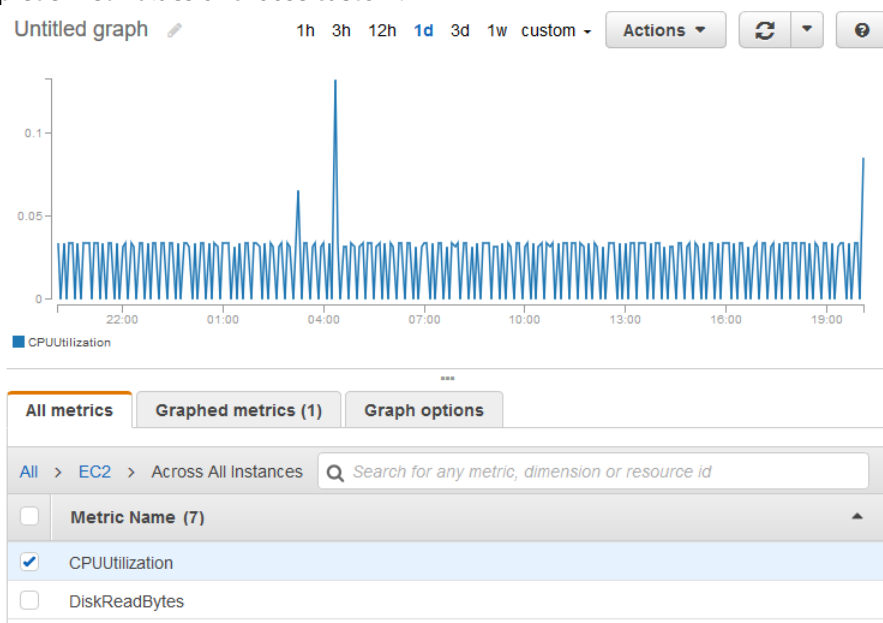 Untitled graph 1h 3h 12h 1d 3d 1w custom Actions
0.1
0.05
0
22:00 01:00 04:00 07:00 10:00 13:00 16:00 19:00
CPUUtilization
All metrics Graphed metrics (1) Graph options
All > EC2 > Across All Instances Search for any metric, dimension or resource id
Metric Name (7)
CPUUtilization
DiskReadBytes